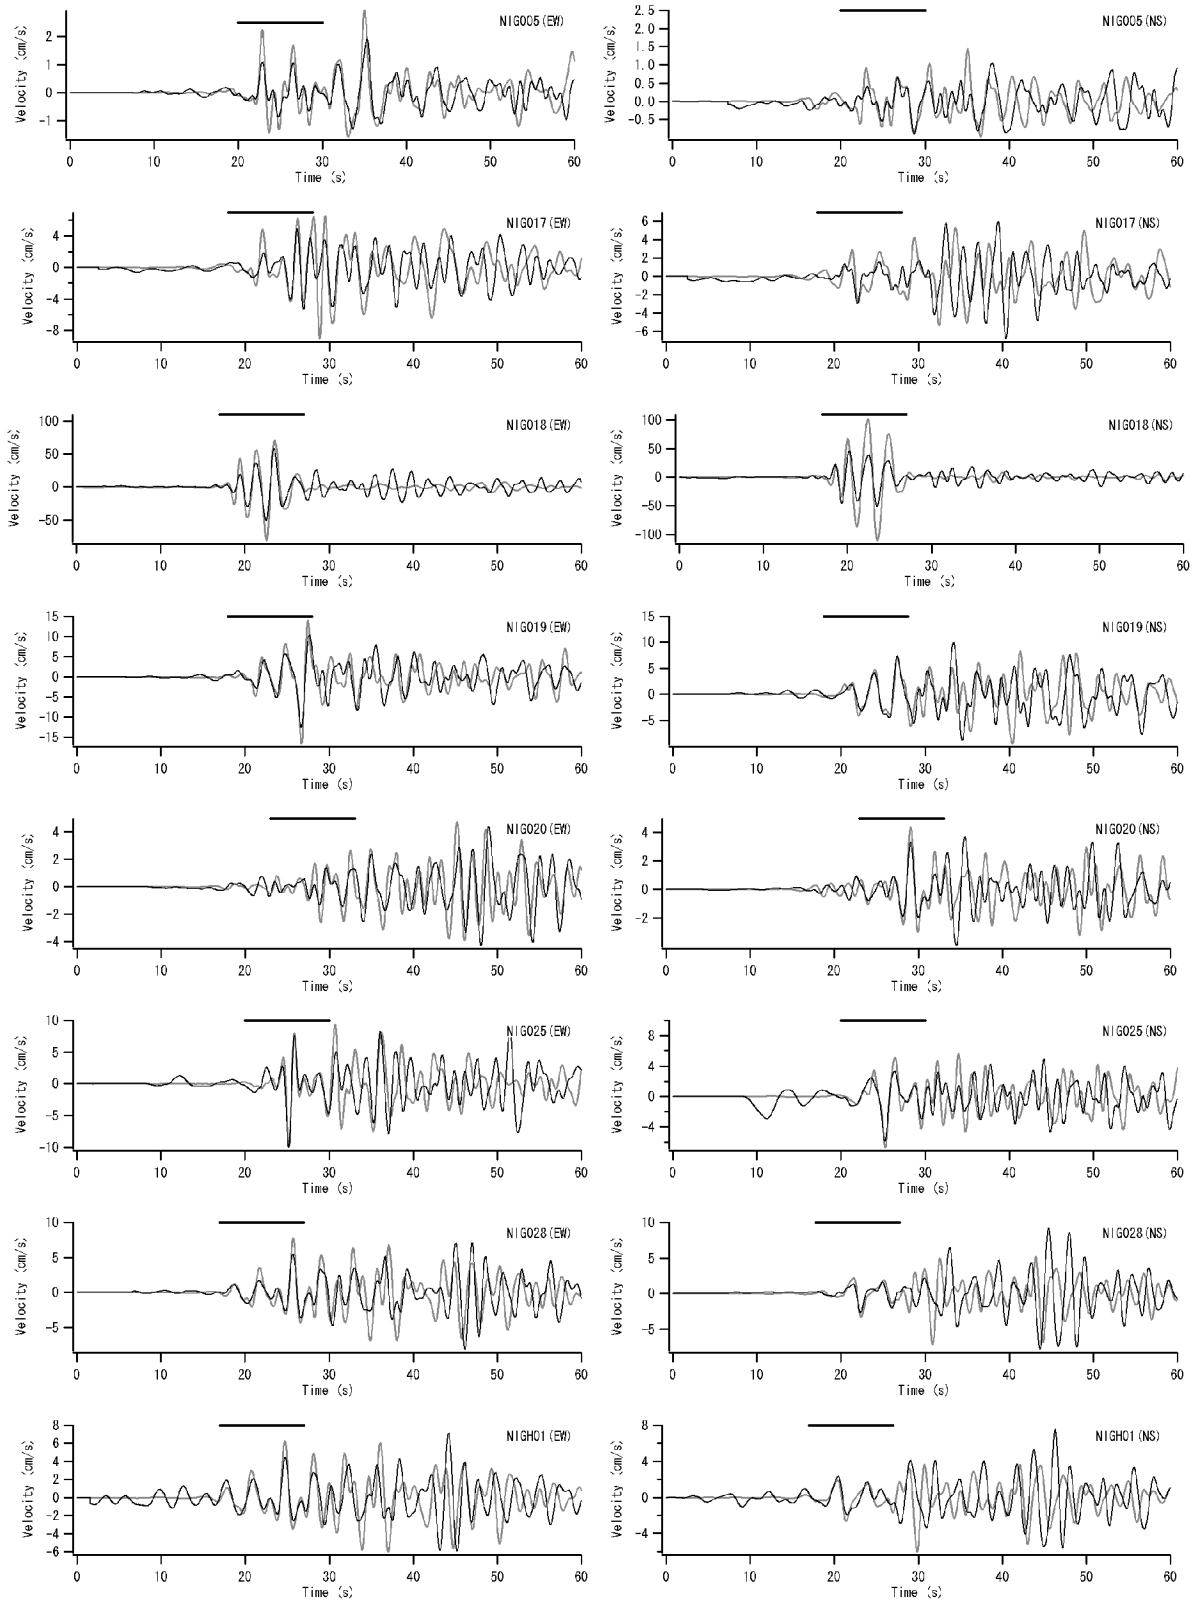 NIG005(EW)
Velocity (cm/s)
2
1
0
-1
0 10 20 30 40 50 60
Time (s)
NIG005(NS)
Velocity (cm/s)
2.5
2.0
1.5
1.0
0.5
0.0
-0.5
0 10 20 30 40 50 60
Time (s)
NIG017(EW)
Velocity (cm/s)
4
0
-4
-8
0 10 20 30 40 50 60
Time (s)
NIG017(NS)
Velocity (cm/s)
6
4
2
0
-2
-4
-6
0 10 20 30 40 50 60
Time (s)
NIG018(EW)
Velocity (cm/s)
100
50
0
-50
0 10 20 30 40 50 60
Time (s)
NIG018(NS)
Velocity (cm/s)
100
50
0
-50
-100
0 10 20 30 40 50 60
Time (s)
NIG019(EW)
Velocity (cm/s)
15
10
5
0
-5
-10
-15
0 10 20 30 40 50 60
Time (s)
NIG019(NS)
Velocity (cm/s)
15
10
5
0
-5
0 10 20 30 40 50 60
Time (s)
NIG020(EW)
Velocity (cm/s)
4
2
0
-2
-4
0 10 20 30 40 50 60
Time (s)
NIG020(NS)
Velocity (cm/s)
4
2
0
-2
0 10 20 30 40 50 60
Time (s)
NIG025(EW)
Velocity (cm/s)
10
5
0
-5
-10
0 10 20 30 40 50 60
Time (s)
NIG025(NS)
Velocity (cm/s)
8
4
0
-4
0 10 20 30 40 50 60
Time (s)
NIG028(EW)
Velocity (cm/s)
10
5
0
-5
0 10 20 30 40 50 60
Time (s)
NIG028(NS)
Velocity (cm/s)
10
5
0
-5
0 10 20 30 40 50 60
Time (s)
NIGH01(EW)
Velocity (cm/s)
8
6
4
2
0
-2
-4
-6
0 10 20 30 40 50 60
Time (s)
NIGH01(NS)
Velocity (cm/s)
8
4
0
-4
0 10 20 30 40 50 60
Time (s)